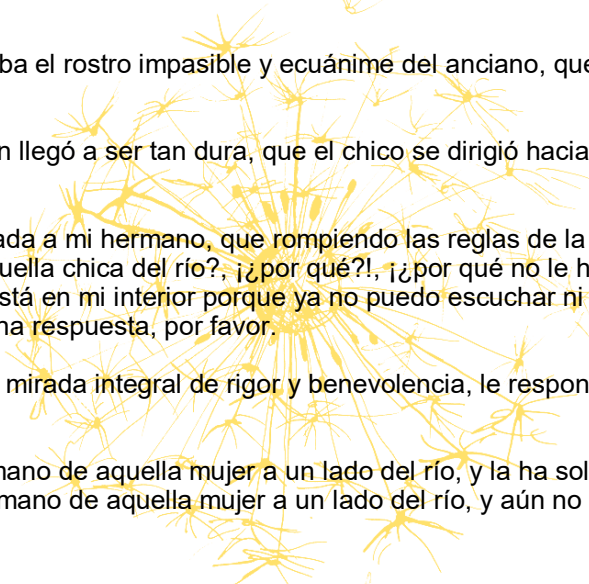 ba el rostro impasible y ecuánime del anciano, que
n llegó a ser tan dura, que el chico se dirigió hacia
ada a mi hermano, que rompiendo las reglas de la
uella chica del río?, ¡¿por qué?!, ¡¿por qué no le h
stá en mi interior porque ya no puedo escuchar ni
na respuesta, por favor.
mirada integral de rigor y benevolencia, le respon
nano de aquella mujer a un lado del río, y la ha sol
mano de aquella mujer a un lado del río, y aún no